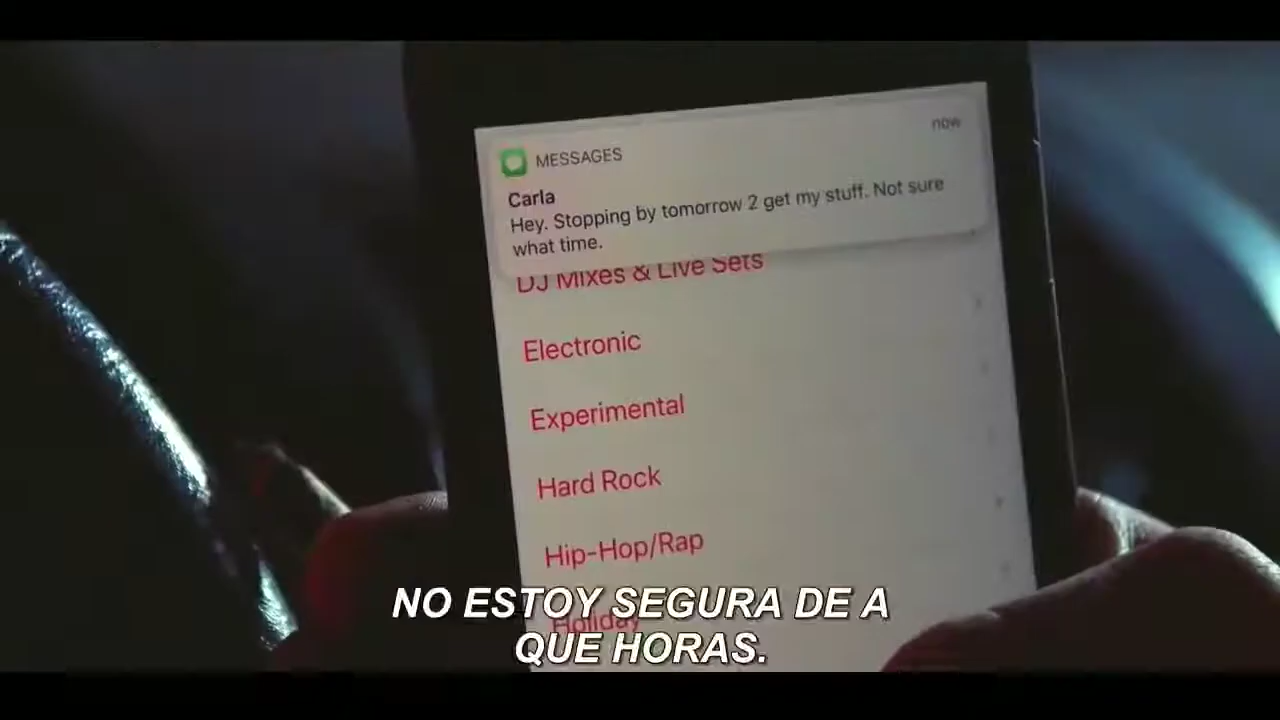 now
MESSAGES
Carla
Hey. Stopping by tomorrow 2 get my stuff. Not sure
what time.
DJ Mixes & Live Sets
Electronic
Experimental
Hard Rock
Hip-Hop/Rap
Holiday
NO ESTOY SEGURA DE A
QUE HORAS.